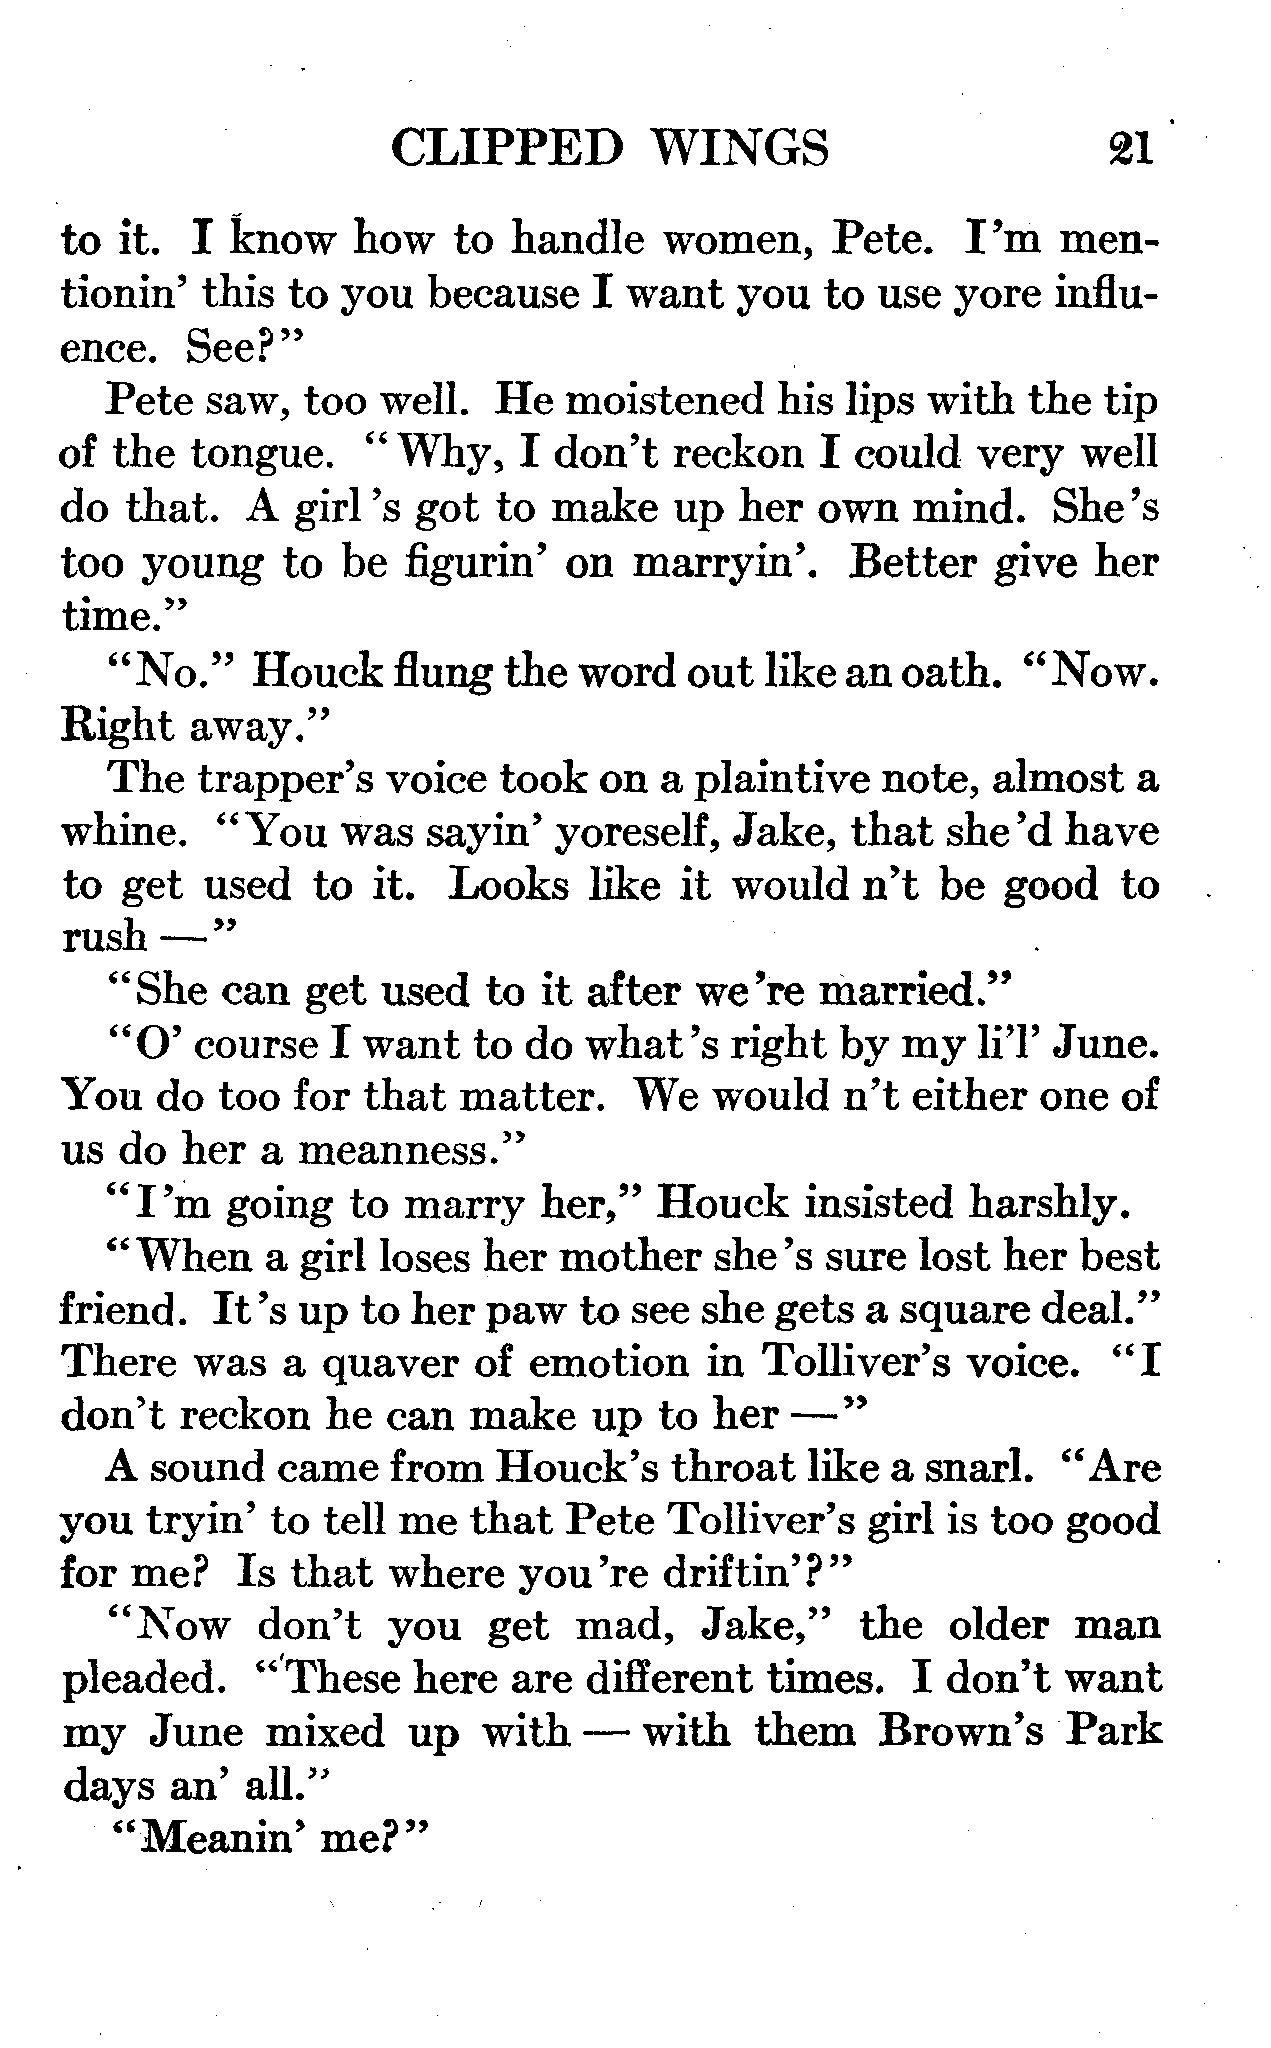 CLIPPED WINGS 21
to it. I know how to handle women, Pete. I'm men-
tionin' this to you because I want you to use yore influ-
ence. See?"
Pete saw, too well. He moistened his lips with the tip
of the tongue. "Why, I don't reckon I could very well
do that. A girl's got to make up her own mind. She's
too young to be figurin' on marryin'. Better give her
time."
"No." Houck flung the word out like an oath. "Now.
Right away."
The trapper's voice took on a plaintive note, almost a
whine. "You was sayin' yoreself, Jake, that she'd have
to get used to it. Looks like it would n't be good to
rush —"
"She can get used to it after we're married."
"O' course I want to do what's right by my li'l' June.
You do too for that matter. We would n't either one of
us do her a meanness."
"I'm going to marry her," Houck insisted harshly.
"When a girl loses her mother she's sure lost her best
friend. It's up to her paw to see she gets a square deal."
There was a quaver of emotion in Tolliver's voice. "I
don't reckon he can make up to her —"
A sound came from Houck's throat like a snarl. "Are
you tryin' to tell me that Pete Tolliver's girl is too good
for me? Is that where you're driftin'?"
"Now don't you get mad, Jake," the older man
pleaded. "These here are different times. I don't want
my June mixed up with — with them Brown's Park
days an' all."
"Meanin' me?"